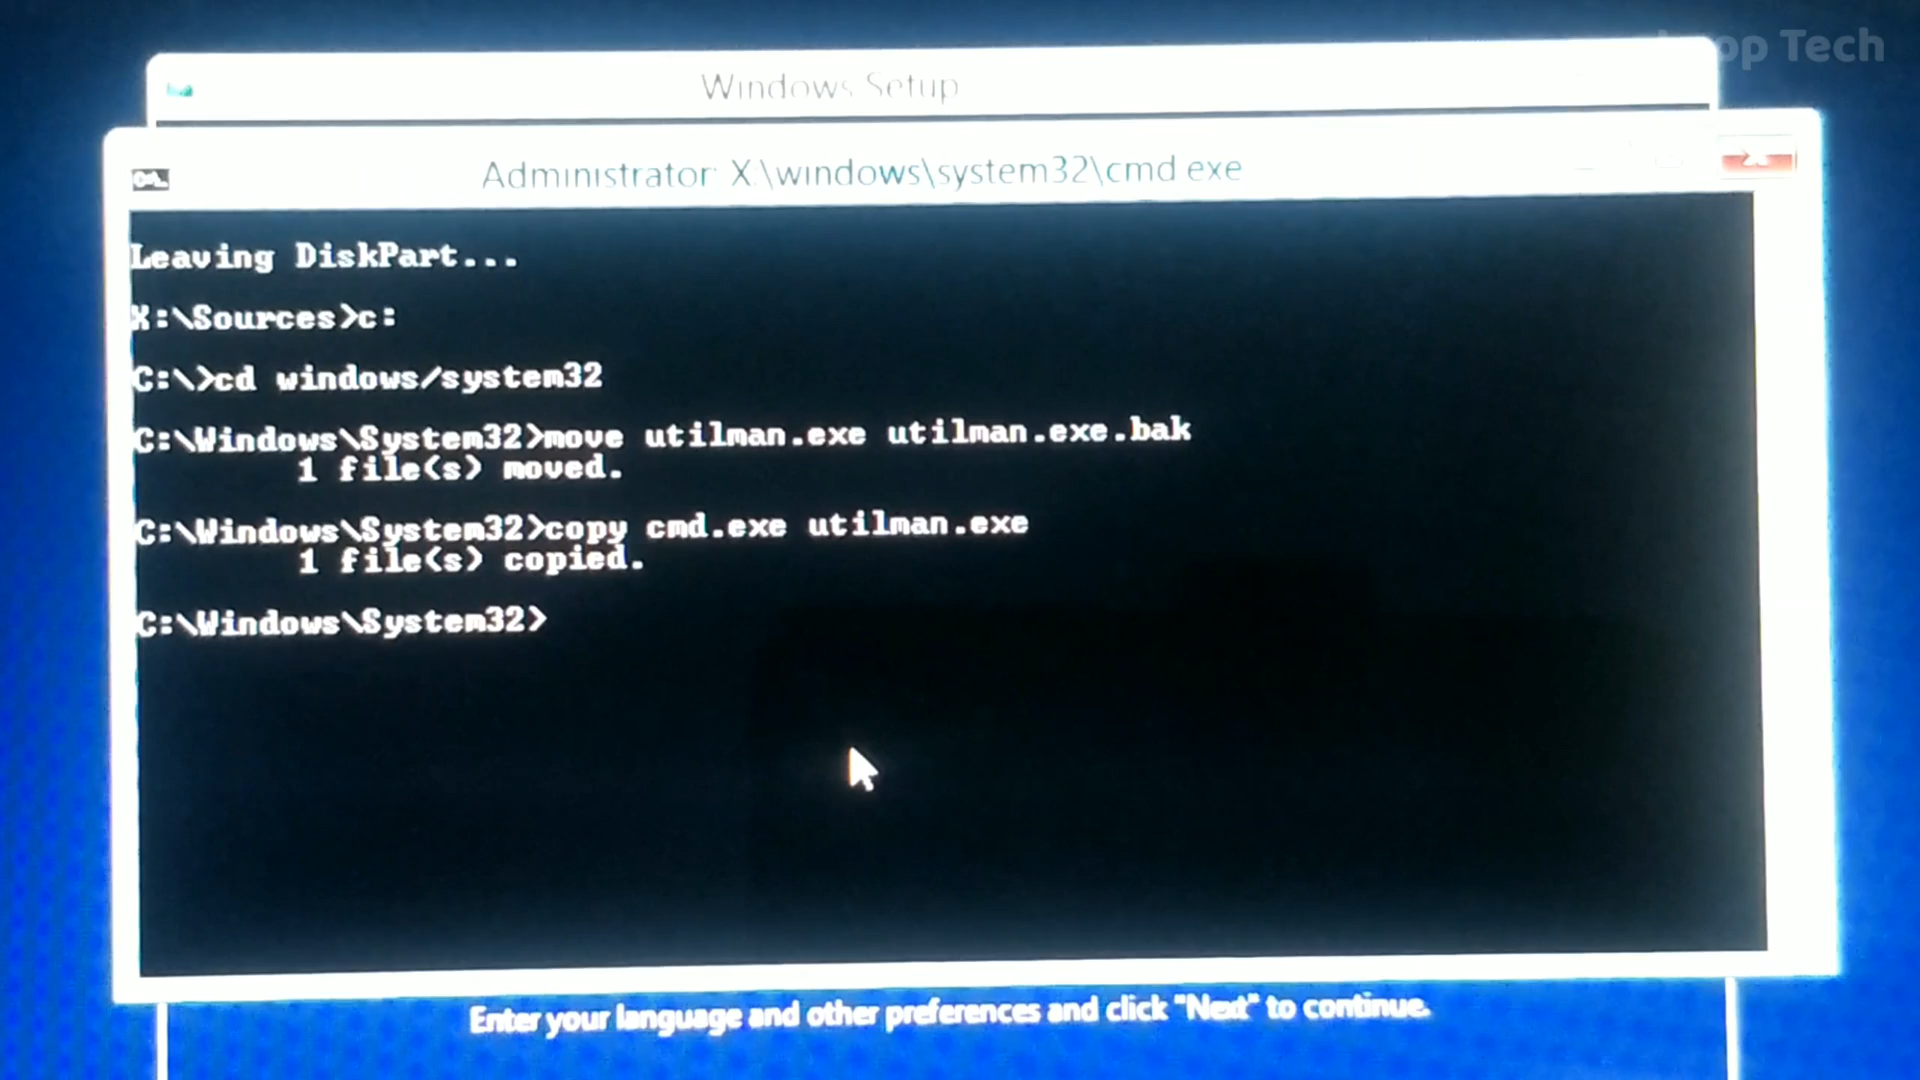 op Tech
Windows Setup
Administrator: X:\windows\system32\cmd.exe
Leaving DiskPart...
X:\Sources>c:
C:\>cd windows/system32
C:\Windows\System32>move utilman.exe utilman.exe.bak
1 file(s) moved.
C:\Windows\System32>copy cmd.exe utilman.exe
1 file(s) copied.
C:\Windows\System32>
Enter your language and other preferences and click "Next" to continue.